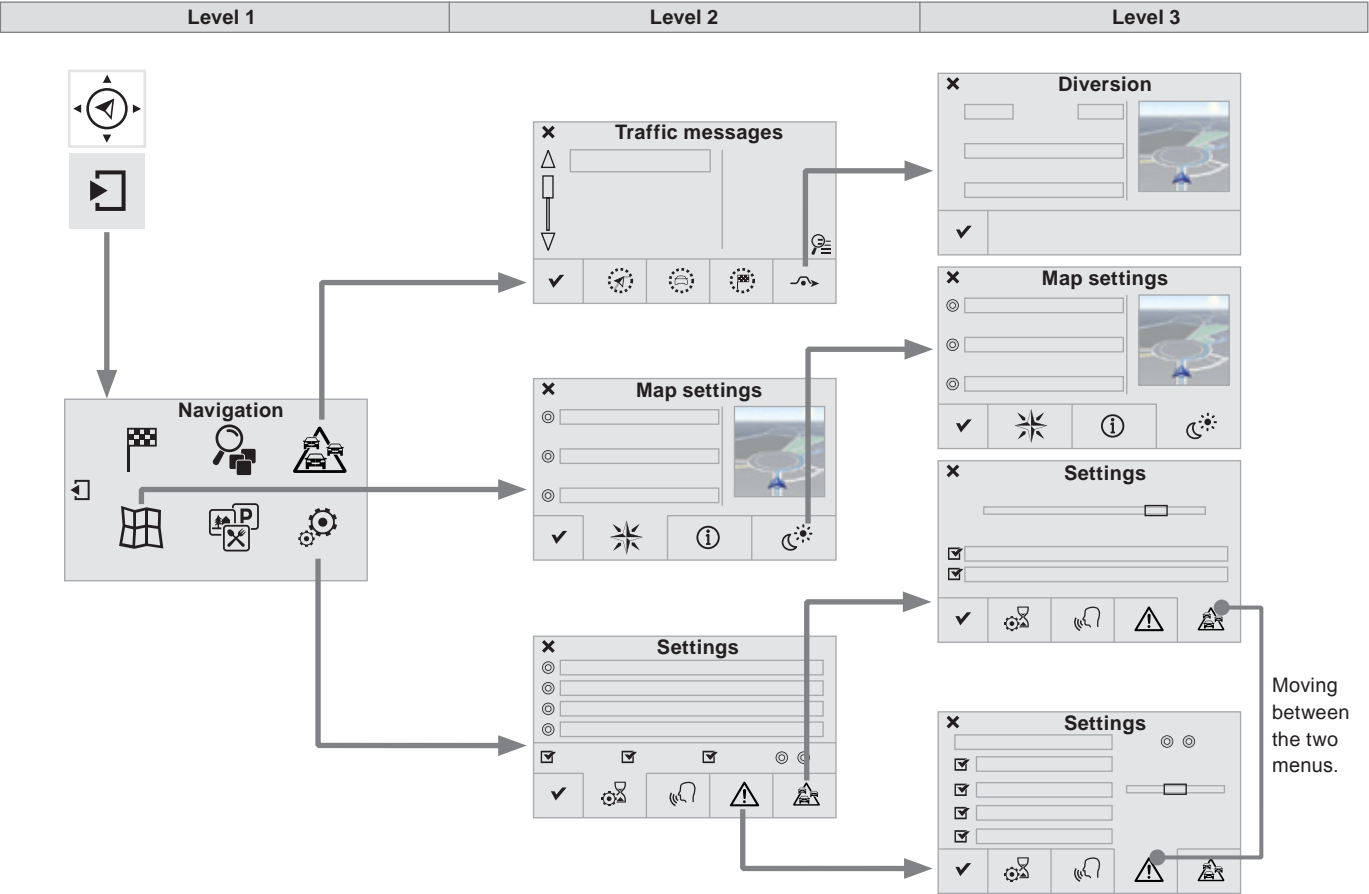 Level 1
Level 2
Level 3
Diversion
Traffic messages
Map settings
Navigation
Map settings
P
i
i
Settings
Settings
Moving
between
the two
menus.
Settings